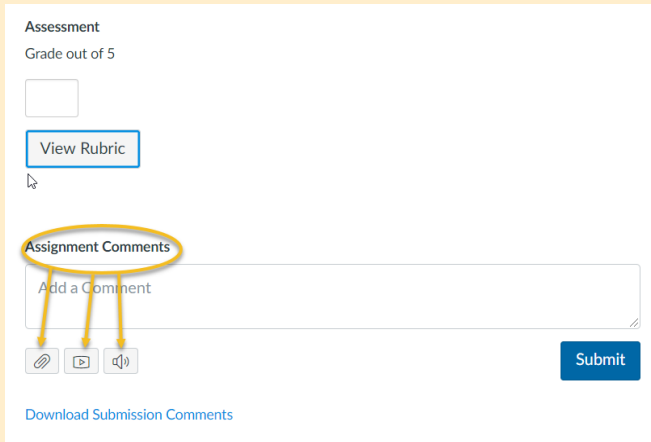 Assessment
Grade out of 5
View Rubric
Assignment Comments
Add a Comment
Submit
Download Submission Comments